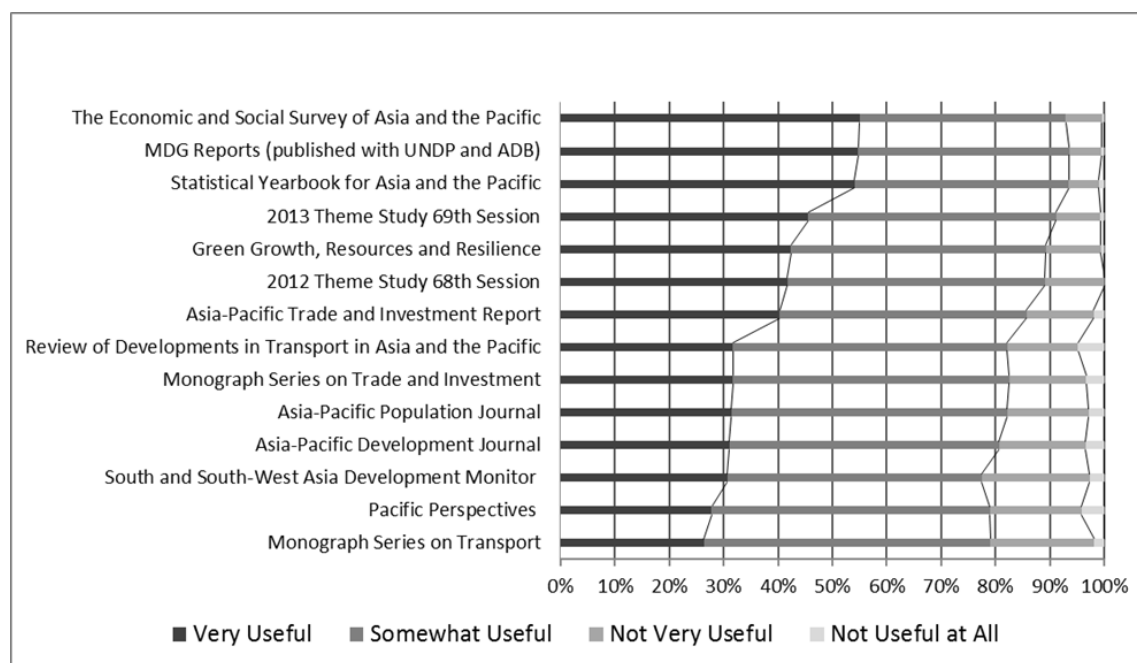 The Economic and Social Survey of Asia and the Pacific
MDG Reports (published with UNDP and ADB)
Statistical Yearbook for Asia and the Pacific
2013 Theme Study 69th Session
Green Growth, Resources and Resilience
2012 Theme Study 68th Session
Asia-Pacific Trade and Investment Report
Review of Developments in Transport in Asia and the Pacific
Monograph Series on Trade and Investment
Asia-Pacific Population Journal
Asia-Pacific Development Journal
South and South-West Asia Development Monitor
Pacific Perspectives
Monograph Series on Transport
0% 10% 20% 30% 40% 50% 60% 70% 80% 90% 100%
Very Useful Somewhat Useful Not Very Useful Not Useful at All